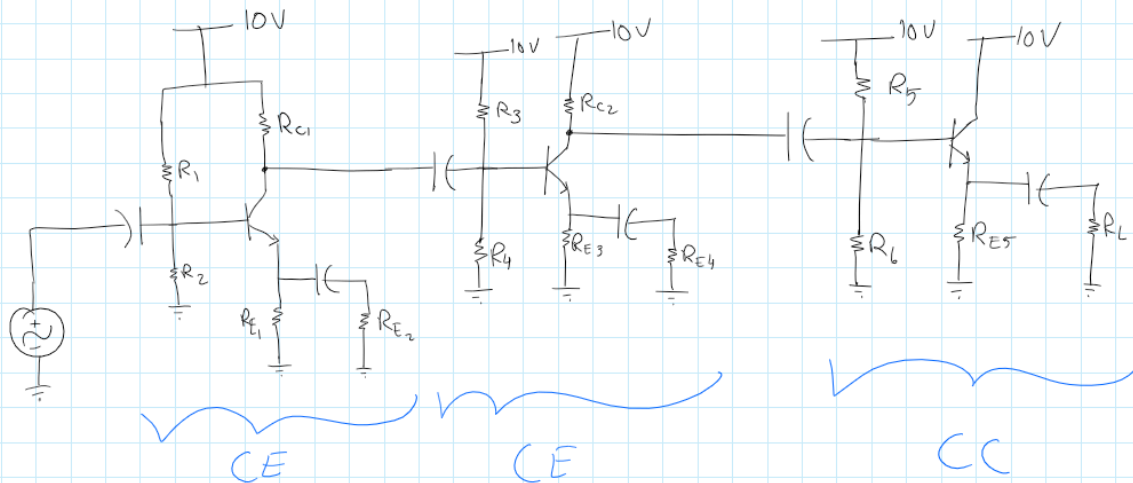 10V
10V
10V
10V
10V
R3
RC2
R5
RC1
R1
R2
R4
RE3
RE4
R6
RE5
RL
RE1
RE2
+
–
CE
CE
CC